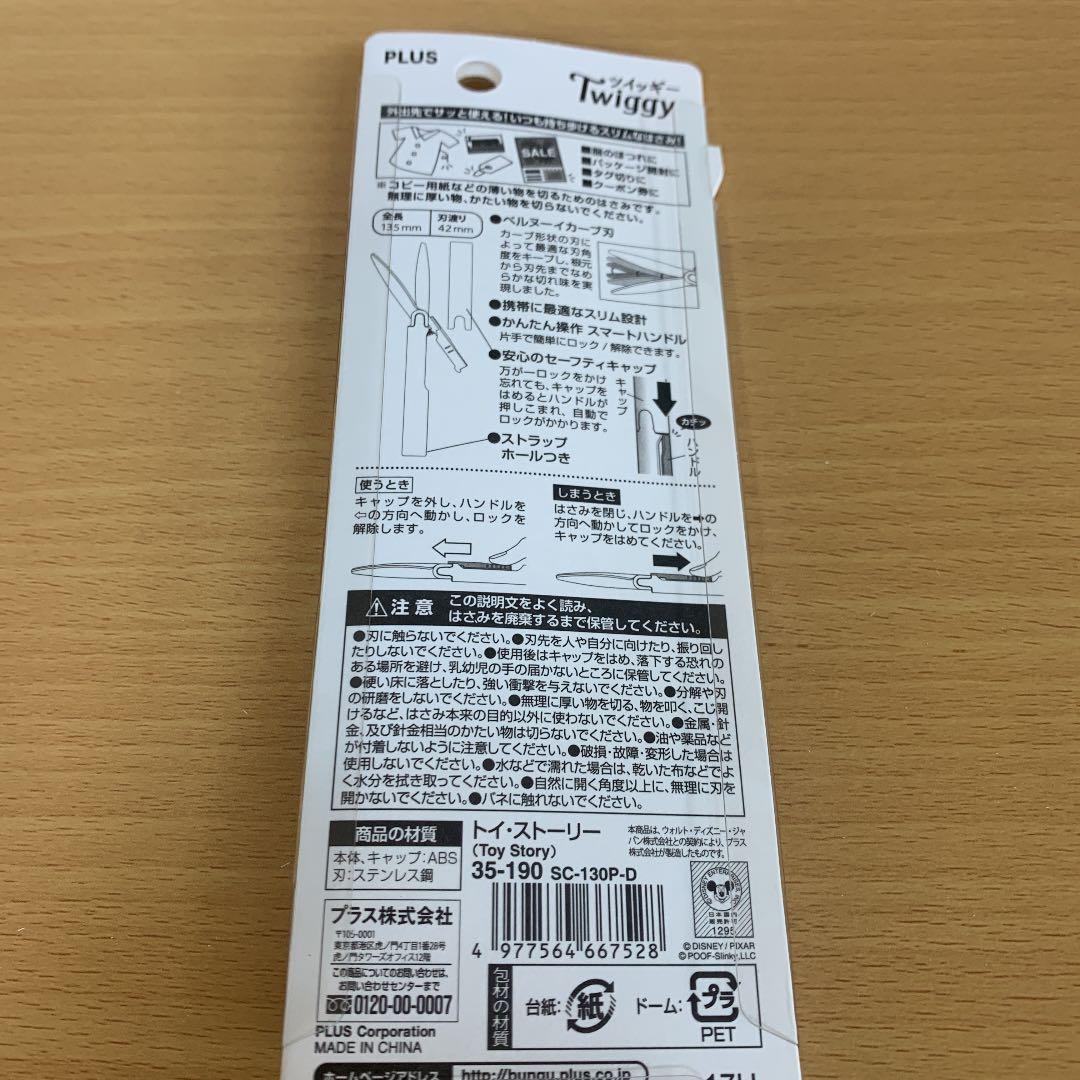 PLUS
ツイッギー
Twiggy
外出先でサッと使える!いつも持ち歩けるスリムなはさみ!
SALE
■服のほつれに
■パッケージ開封に
■タグ切りに
■クーポン券に
※コピー用紙などの薄い物を切るためのはさみです。
無理に厚い物、かたい物を切らないでください。
全長
135mm
刃渡り
42mm
●ベルヌーイカーブ刃
カーブ形状の刃に
よって最適な刃角
度をキープし、根元
から刃先までなめ
らかな切れ味を実
現しました。
●携帯に最適なスリム設計
●かんたん操作 スマートハンドル
片手で簡単にロック/解除できます。
●安心のセーフティキャップ
万が一ロックをかけ
忘れても、キャップを
はめるとハンドルが
押しこまれ、自動で
ロックがかかります。
キャップ
カチッ
ハンドル
●ストラップ
ホールつき
使うとき
キャップを外し、ハンドルを
⇦の方向へ動かし、ロックを
解除します。
しまうとき
はさみを閉じ、ハンドルを➡の
方向へ動かしてロックをかけ、
キャップをはめてください。
⚠注意
この説明文をよく読み、
はさみを廃棄するまで保管してください。
●刃に触らないでください。●刃先を人や自分に向けたり、振り回し
たりしないでください。●使用後はキャップをはめ、落下する恐れの
ある場所を避け、乳幼児の手の届かないところに保管してください。
●硬い床に落としたり、強い衝撃を与えないでください。●分解や刃
の研磨をしないでください。●無理に厚い物を切る、物を叩く、こじ開
けるなど、はさみ本来の目的以外に使わないでください。●金属・針
金、及び針金相当のかたい物は切らないでください。●油や薬品など
が付着しないように注意してください。●破損・故障・変形した場合は
使用しないでください。●水などで濡れた場合は、乾いた布などでよ
く水分を拭き取ってください。●自然に開く角度以上に、無理に刃を
開かないでください。●バネに触れないでください。
商品の材質
本体、キャップ:ABS
刃:ステンレス鋼
トイ・ストーリー
(Toy Story)
35-190 SC-130P-D
本商品は、ウォルト・ディズニー・ジャ
パン株式会社との契約により、プラス
株式会社が製造したものです。
4 977564 667528
日本国内
販売許可
1295
©DISNEY/PIXAR
©POOF-Slinky,LLC
プラス株式会社
〒105-0001
東京都港区虎ノ門4丁目1番28号
虎ノ門タワーズオフィス12階
この商品についてのお問い合わせは、
お問い合わせセンターまで
0120-00-0007
PLUS Corporation
MADE IN CHINA
包材の材質
台紙:紙
ドーム:プラ
PET
ホームページアドレス
http://bungu.plus.co.jp